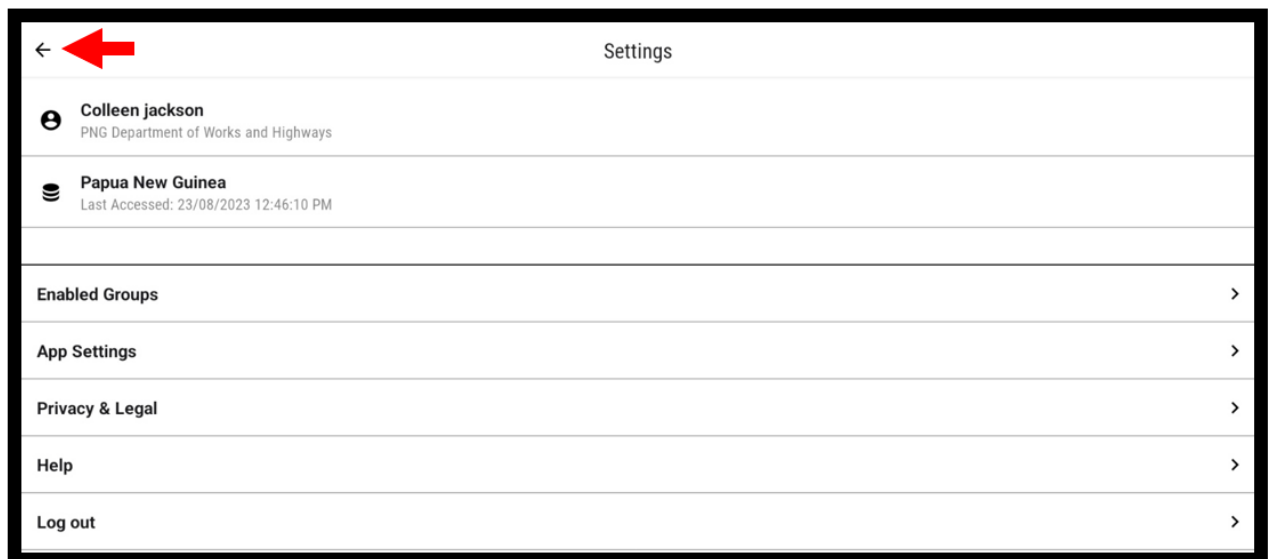 Settings
Colleen jackson
PNG Department of Works and Highways
Papua New Guinea
Last Accessed: 23/08/2023 12:46:10 PM
Enabled Groups
App Settings
Privacy & Legal
Help
Log out